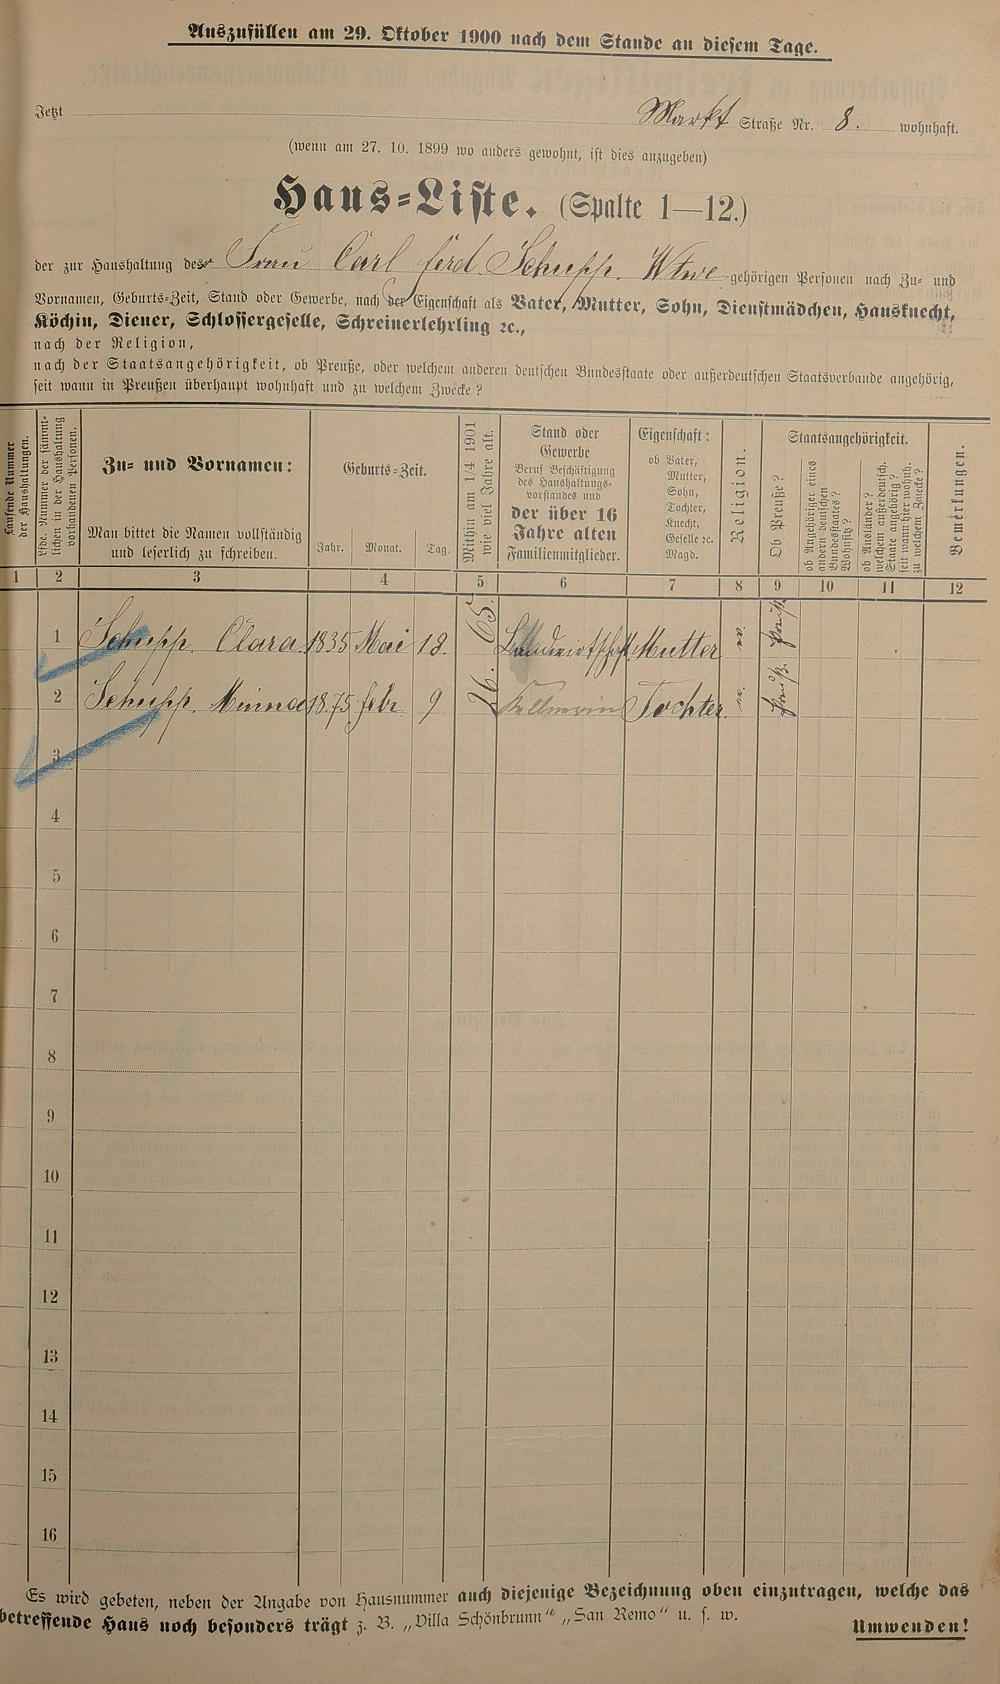 Auszufüllen am 29. Oktober 1900 nach dem Stande an diesem Tage.
Jetzt Markt Straße Nr. 8. wohnhaft.
(wenn am 27. 10. 1899 wo anders gewohnt, ist dies anzugeben)
Haus-Liste. (Spalte 1—12.)
der zur Haushaltung der Frau Carl Ferd Schupp. Wtwe gehörigen Personen nach Zu- und
Vornamen, Geburts-Zeit, Stand oder Gewerbe, nach der Eigenschaft als Vater, Mutter, Sohn, Dienstmädchen, Hausknecht,
Köchin, Diener, Schlossergeselle, Schreinerlehrling ꝛc.,
nach der Religion,
nach der Staatsangehörigkeit, ob Preuße, oder welchem anderen deutschen Bundesstaate oder außerdeutschen Staatsverbande angehörig,
seit wann in Preußen überhaupt wohnhaft und zu welchem Zwecke?
Laufende Nummer
der Haushaltungen.
Lfde. Nummer der sämmt-
lichen in der Haushaltung
vorhandenen Personen.
Zu- und Vornamen:
Man bittet die Namen vollständig
und leserlich zu schreiben.
Geburts-Zeit.
Jahr. Monat. Tag.
Mithin am 1/4 1901
wie viel Jahre alt.
Stand oder
Gewerbe
Beruf Beschäftigung
des Haushaltungs-
vorstandes und
der über 16
Jahre alten
Familienmitglieder.
Eigenschaft:
ob Vater,
Mutter,
Sohn,
Tochter,
Knecht,
Geselle ꝛc.
Magd.
Religion.
Staatsangehörigkeit.
Ob Preuße?
ob Angehöriger eines
andern deutschen
Bundesstaates?
Wohnsitz?
ob Ausländer?
welchem außerdeutsch.
Staate angehörig?
seit wann hier wohnh.
zu welchem Zwecke?
Bemerkungen.
1 2 3 4 5 6 7 8 9 10 11 12
1 Schupp. Clara 1835 Mai 18. 65. Landwirtschaft. Mutter
2 Schupp. Minna 1875 Febr 9 26. Kellnerin Tochter
3
4
5
6
7
8
9
10
11
12
13
14
15
16
Es wird gebeten, neben der Angabe von Hausnummer auch diejenige Bezeichnung oben einzutragen, welche das
betreffende Haus noch besonders trägt z. B. „Villa Schönbrunn“ „San Remo“ u. s. w.
Umwenden!